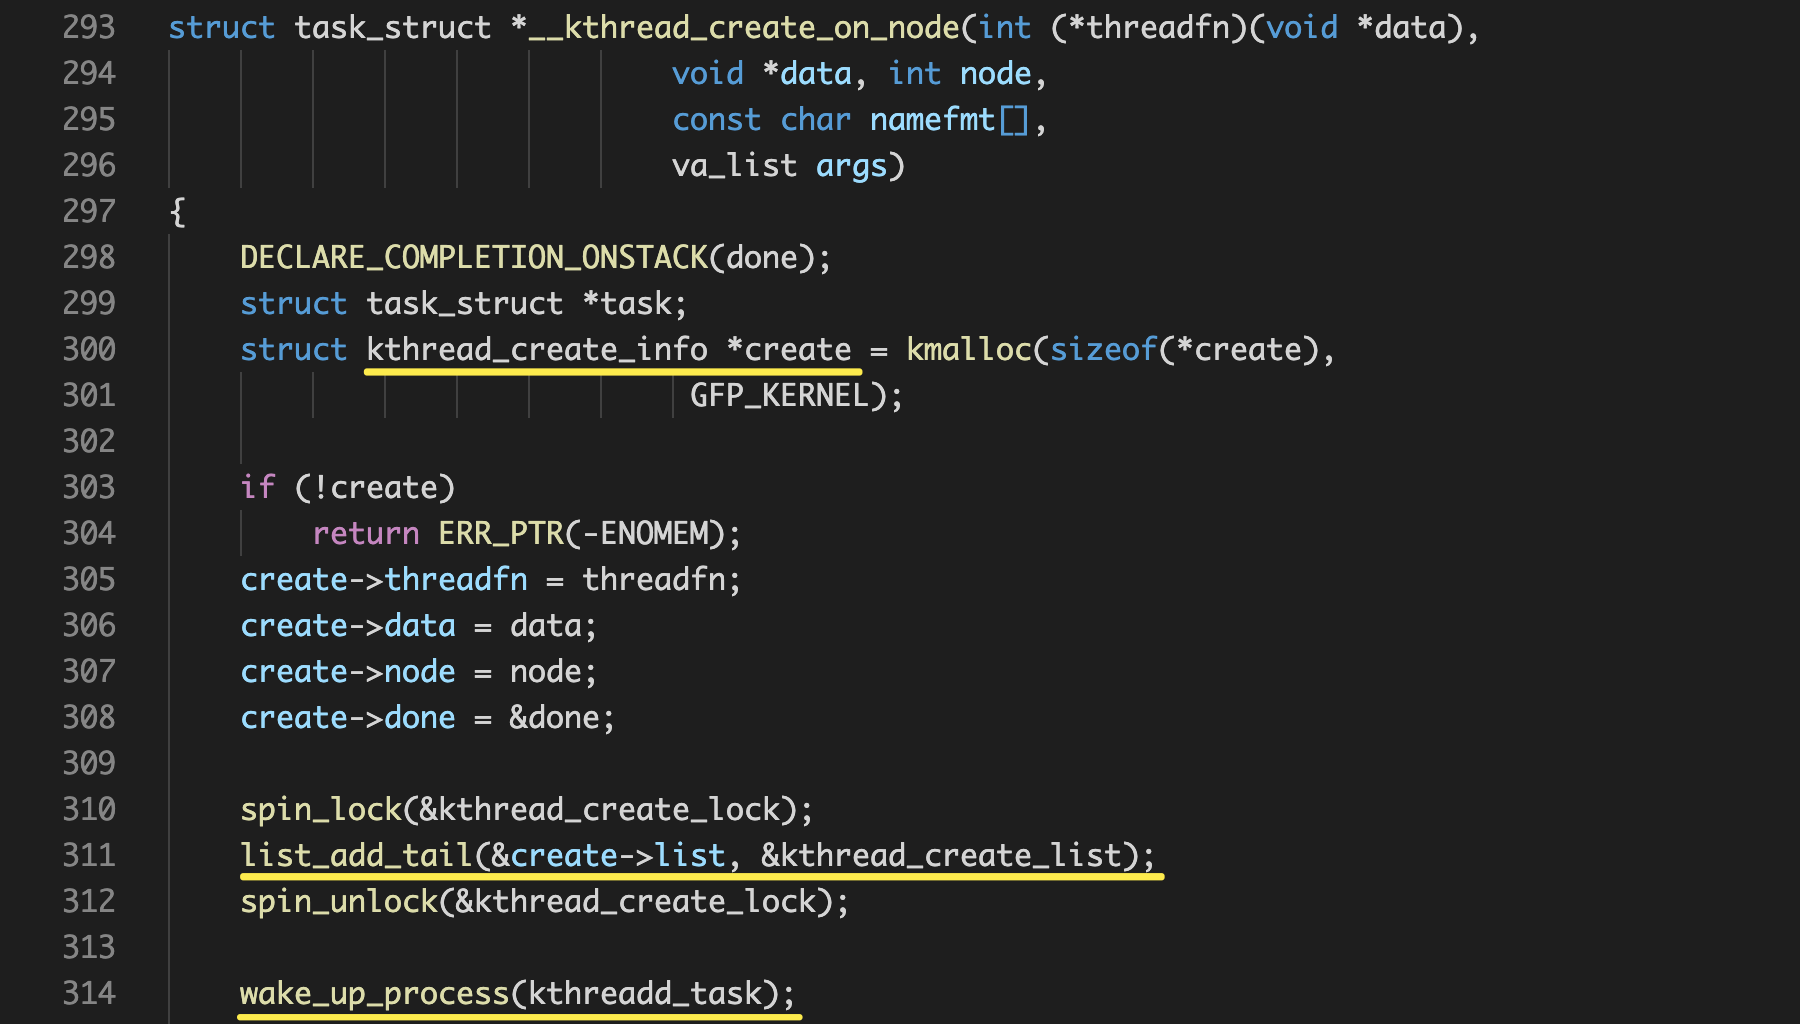 293 struct task_struct *__kthread_create_on_node(int (*threadfn)(void *data),
294 void *data, int node,
295 const char namefmt[],
296 va_list args)
297 {
298 DECLARE_COMPLETION_ONSTACK(done);
299 struct task_struct *task;
300 struct kthread_create_info *create = kmalloc(sizeof(*create),
301 GFP_KERNEL);
302
303 if (!create)
304 return ERR_PTR(-ENOMEM);
305 create->threadfn = threadfn;
306 create->data = data;
307 create->node = node;
308 create->done = &done;
309
310 spin_lock(&kthread_create_lock);
311 list_add_tail(&create->list, &kthread_create_list);
312 spin_unlock(&kthread_create_lock);
313
314 wake_up_process(kthreadd_task);